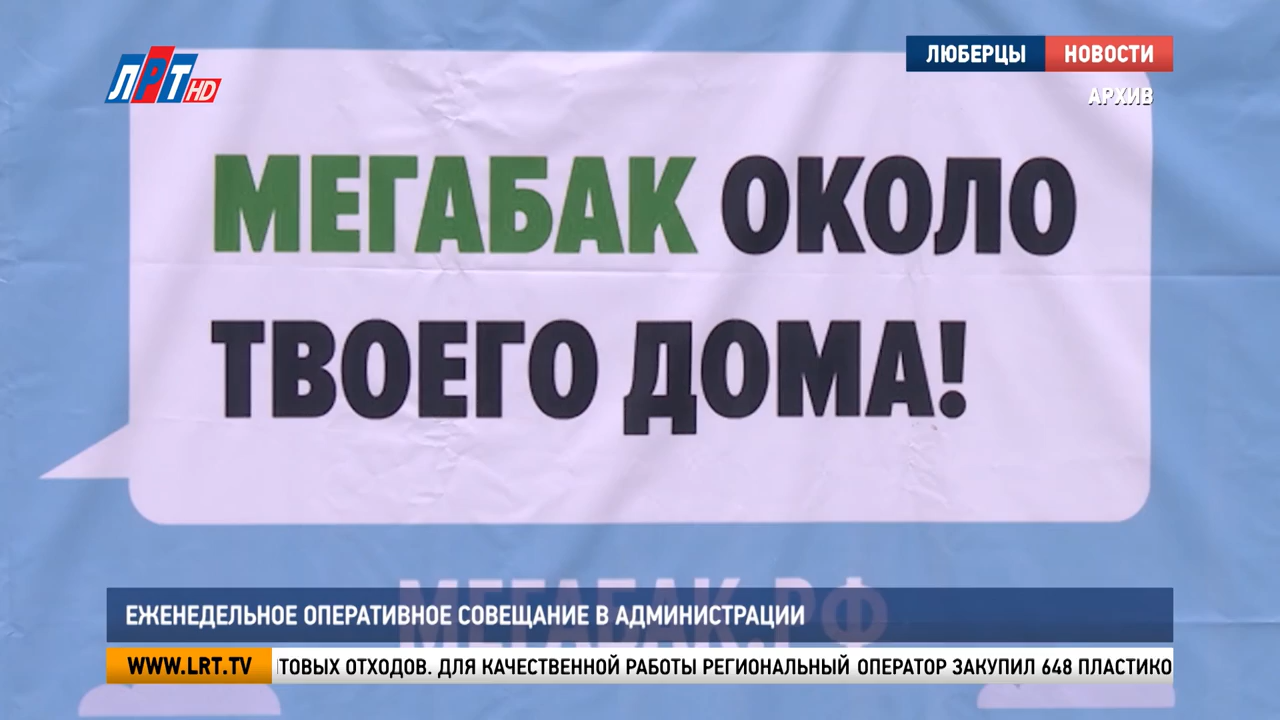 ЛРТ HD
ЛЮБЕРЦЫ НОВОСТИ
АРХИВ
МЕГАБАК ОКОЛО
ТВОЕГО ДОМА!
МЕГАБАК.РФ
ЕЖЕНЕДЕЛЬНОЕ ОПЕРАТИВНОЕ СОВЕЩАНИЕ В АДМИНИСТРАЦИИ
WWW.LRT.TV ТОВЫХ ОТХОДОВ. ДЛЯ КАЧЕСТВЕННОЙ РАБОТЫ РЕГИОНАЛЬНЫЙ ОПЕРАТОР ЗАКУПИЛ 648 ПЛАСТИКО